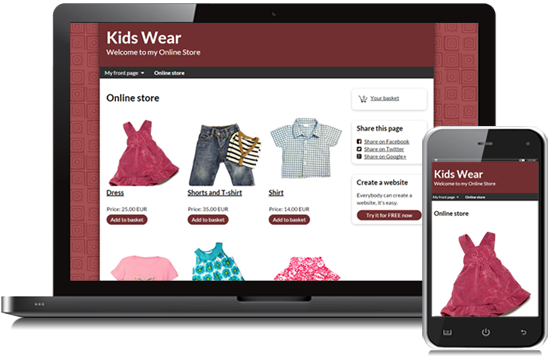 Kids Wear
Welcome to my Online Store
My front page
Online store
Online store
Your basket
Dress
Shorts and T-shirt
Shirt
Price: 25.00 EUR
Price: 35.00 EUR
Price: 14.00 EUR
Add to basket
Add to basket
Add to basket
Share this page
Share on Facebook
Share on Twitter
Share on Google+
Create a website
Everybody can create a
website, it's easy.
Try it for FREE now
Kids Wear
Welcome to my Online Store
My front page
Online store
Online store